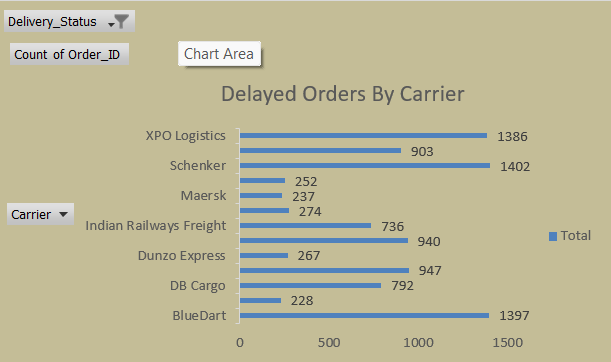 Delivery_Status
Count of Order_ID
Chart Area
Delayed Orders By Carrier
XPO Logistics 1386
903
Schenker 1402
252
Maersk 237
274
Carrier
Indian Railways Freight 736
940
Total
Dunzo Express 267
947
DB Cargo 792
228
BlueDart 1397
0 500 1000 1500